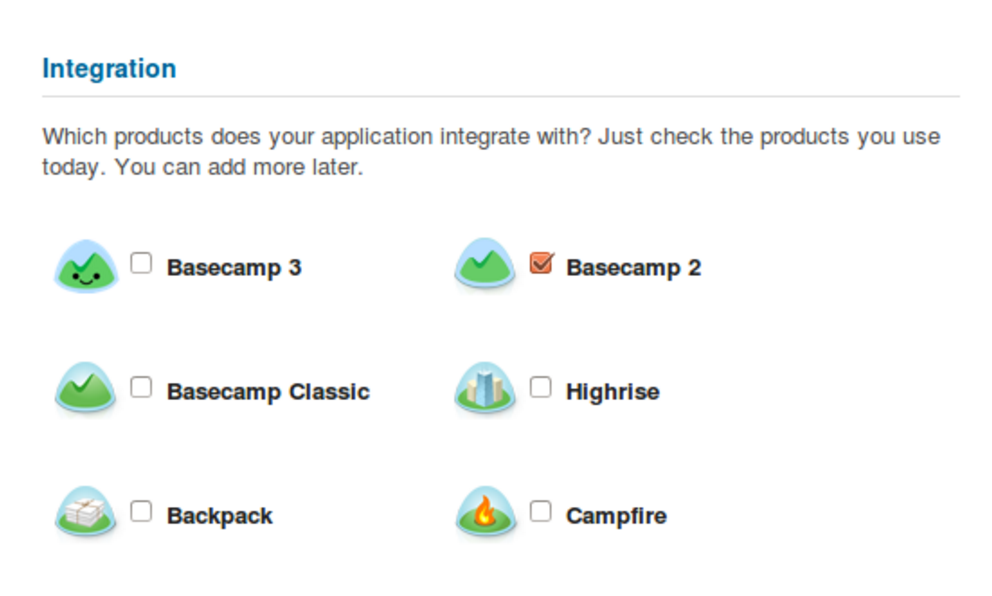 Integration
Which products does your application integrate with? Just check the products you use
today. You can add more later.
Basecamp 3
Basecamp 2
Basecamp Classic
Highrise
Backpack
Campfire